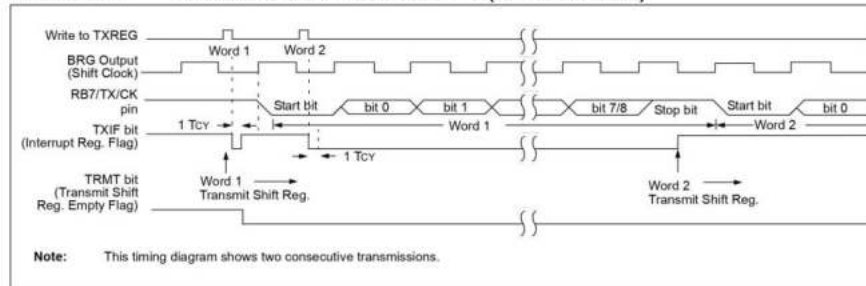 Write to TXREG
Word 1
Word 2
BRG Output
(Shift Clock)
RB7/TX/CK
pin
Start bit
bit 0
bit 1
bit 7/8
Stop bit
Start bit
bit 0
Word 1
Word 2
1 TCY
TXIF bit
(Interrupt Reg. Flag)
1 TCY
TRMT bit
(Transmit Shift
Reg. Empty Flag)
Word 1
Transmit Shift Reg.
Word 2
Transmit Shift Reg.
Note: This timing diagram shows two consecutive transmissions.